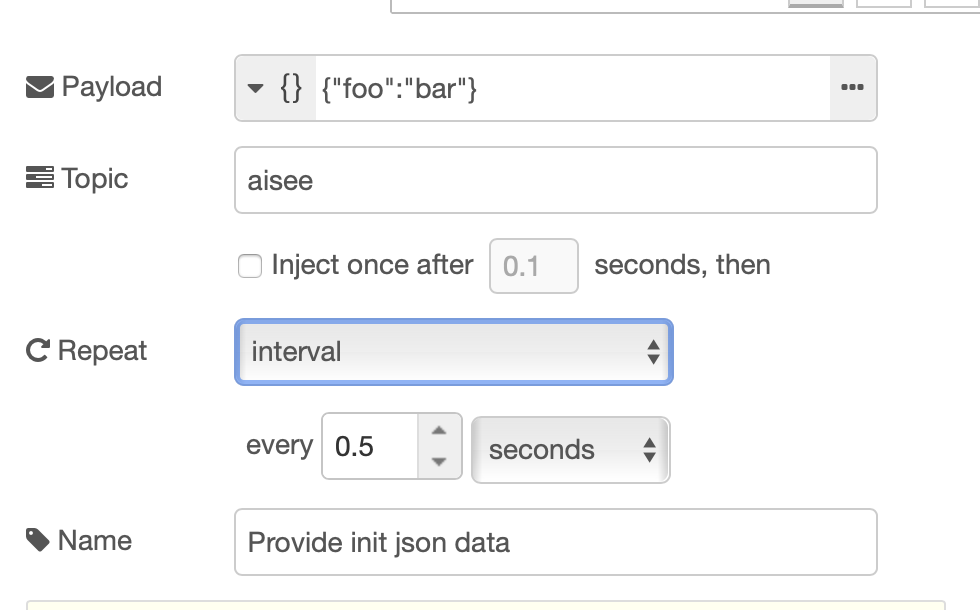 Payload {} {"foo":"bar"} •••
Topic aisee
Inject once after 0.1 seconds, then
Repeat interval
every 0.5 seconds
Name Provide init json data